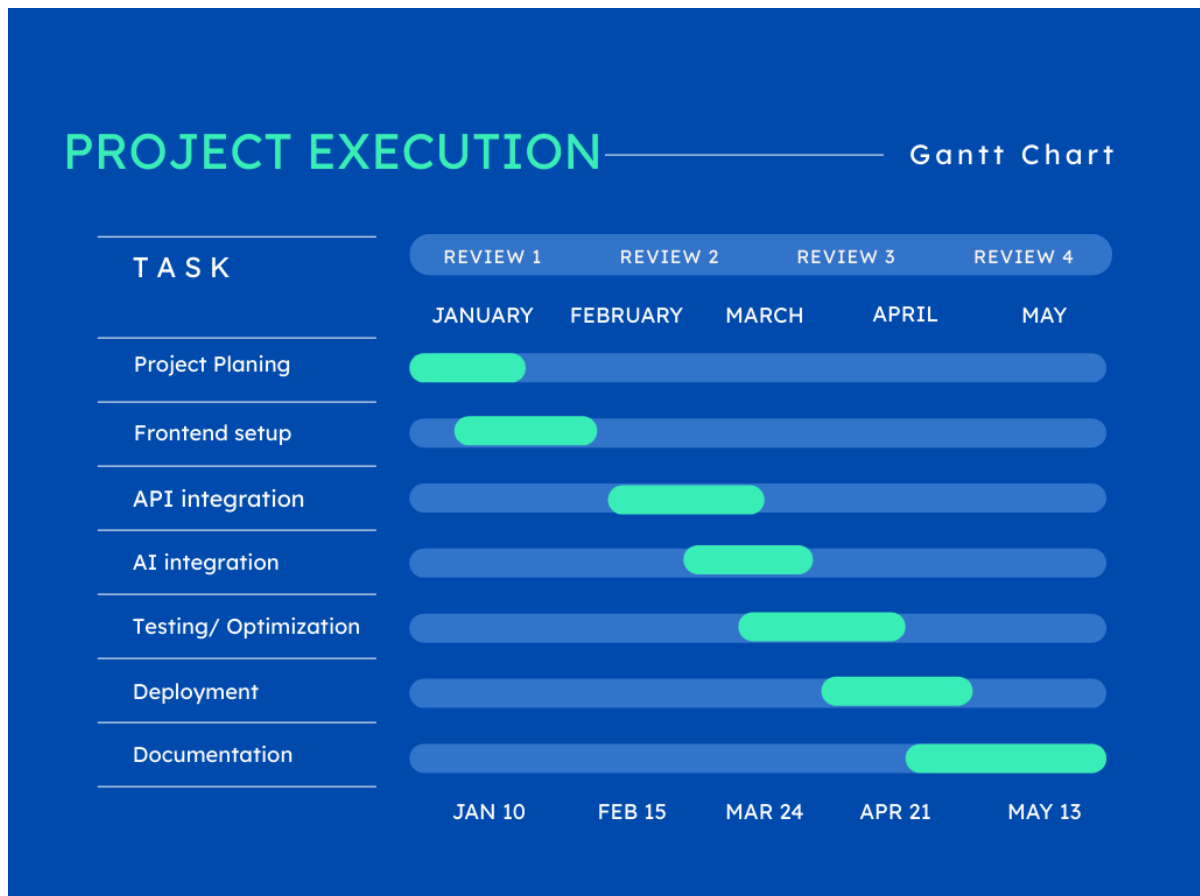 PROJECT EXECUTION Gantt Chart
TASK
REVIEW 1 REVIEW 2 REVIEW 3 REVIEW 4
JANUARY FEBRUARY MARCH APRIL MAY
Project Planing
Frontend setup
API integration
AI integration
Testing/ Optimization
Deployment
Documentation
JAN 10 FEB 15 MAR 24 APR 21 MAY 13